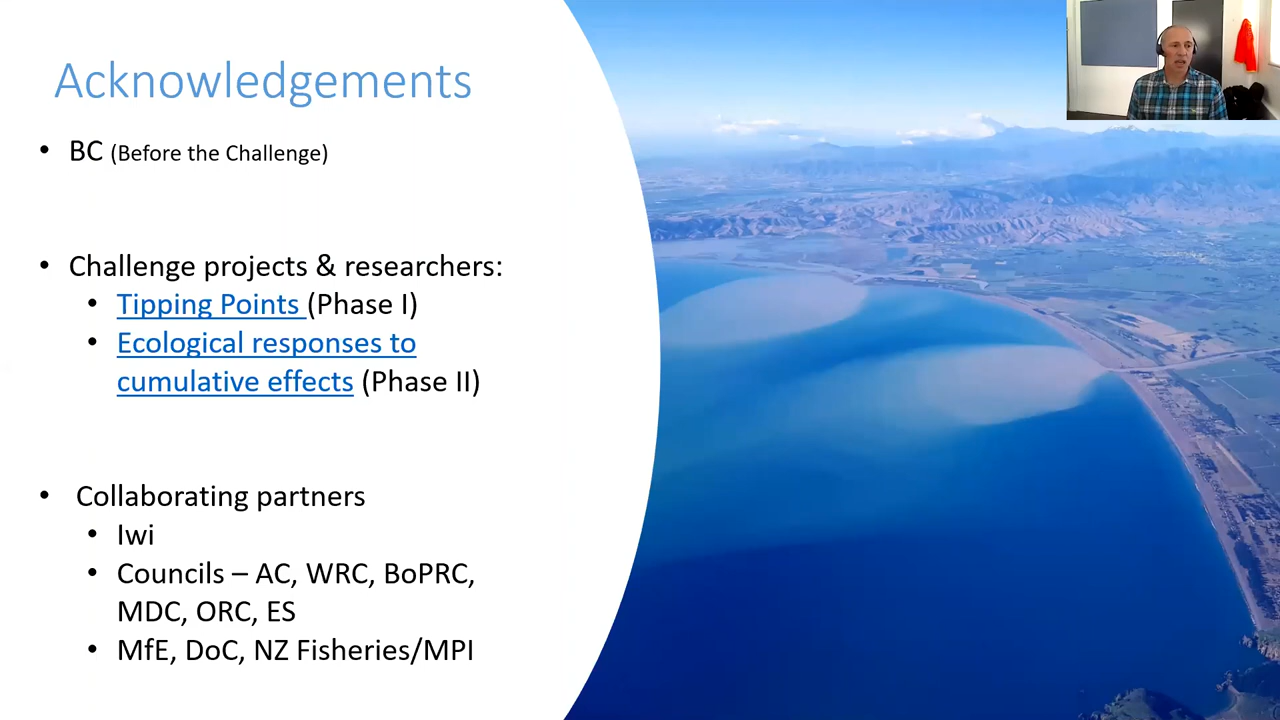 Acknowledgements
• BC (Before the Challenge)
• Challenge projects & researchers:
• Tipping Points (Phase I)
• Ecological responses to
cumulative effects (Phase II)
• Collaborating partners
• Iwi
• Councils – AC, WRC, BoPRC,
MDC, ORC, ES
• MfE, DoC, NZ Fisheries/MPI